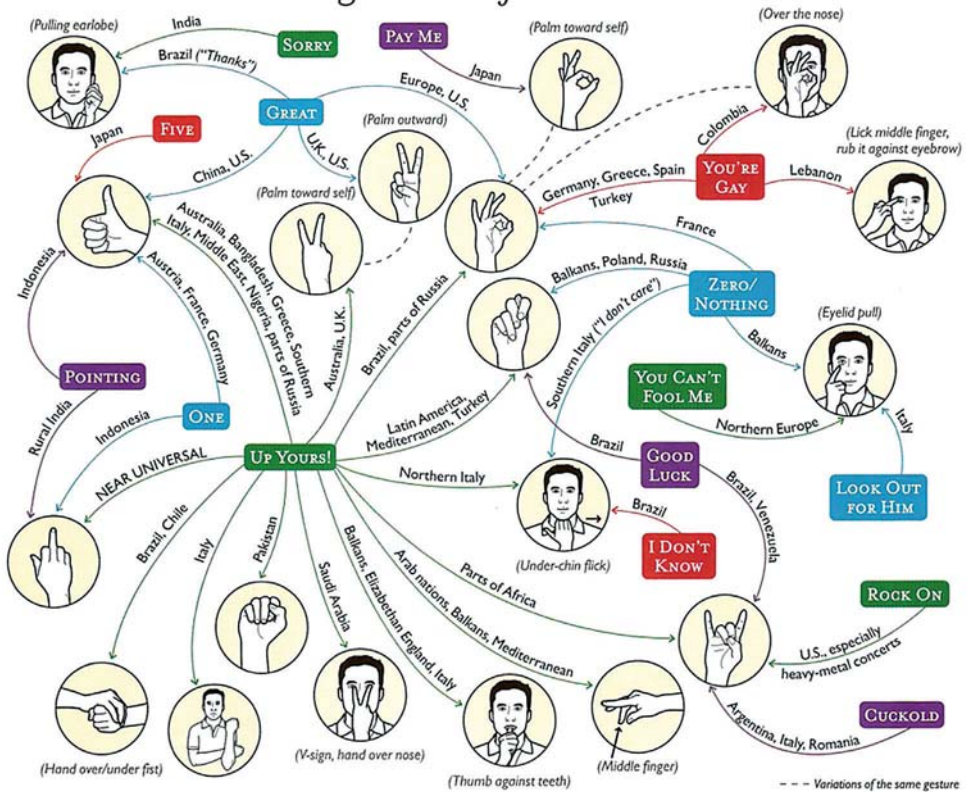 (Pulling earlobe)
India
SORRY
PAY ME
(Palm toward self)
(Over the nose)
Brazil ("Thanks")
Japan
Europe, U.S.
GREAT
FIVE
Japan
(Palm outward)
Colombia
(Lick middle finger,
rub it against eyebrow)
China, U.S.
U.K., U.S.
YOU'RE
GAY
Lebanon
(Palm toward self)
Germany, Greece, Spain
Turkey
France
Indonesia
Austria, France, Germany
Australia, Bangladesh, Greece, Southern
Italy, Middle East, Nigeria, parts of Russia
Australia, U.K.
Brazil, parts of Russia
Balkans, Poland, Russia
ZERO/
NOTHING
Southern Italy ("I don't care")
Balkans
(Eyelid pull)
POINTING
YOU CAN'T
FOOL ME
Rural India
Indonesia
ONE
Latin America,
Mediterranean, Turkey
Northern Europe
Italy
NEAR UNIVERSAL
UP YOURS!
Northern Italy
Brazil
GOOD
LUCK
Brazil, Venezuela
LOOK OUT
FOR HIM
Brazil
I DON'T
KNOW
(Under-chin flick)
Brazil, Chile
Italy
Pakistan
Saudi Arabia
Balkans, Elizabethan England, Italy
Arab nations, Balkans, Mediterranean
Parts of Africa
ROCK ON
U.S., especially
heavy-metal concerts
CUCKOLD
Argentina, Italy, Romania
(Hand over/under fist)
(V-sign, hand over nose)
(Thumb against teeth)
(Middle finger)
Variations of the same gesture